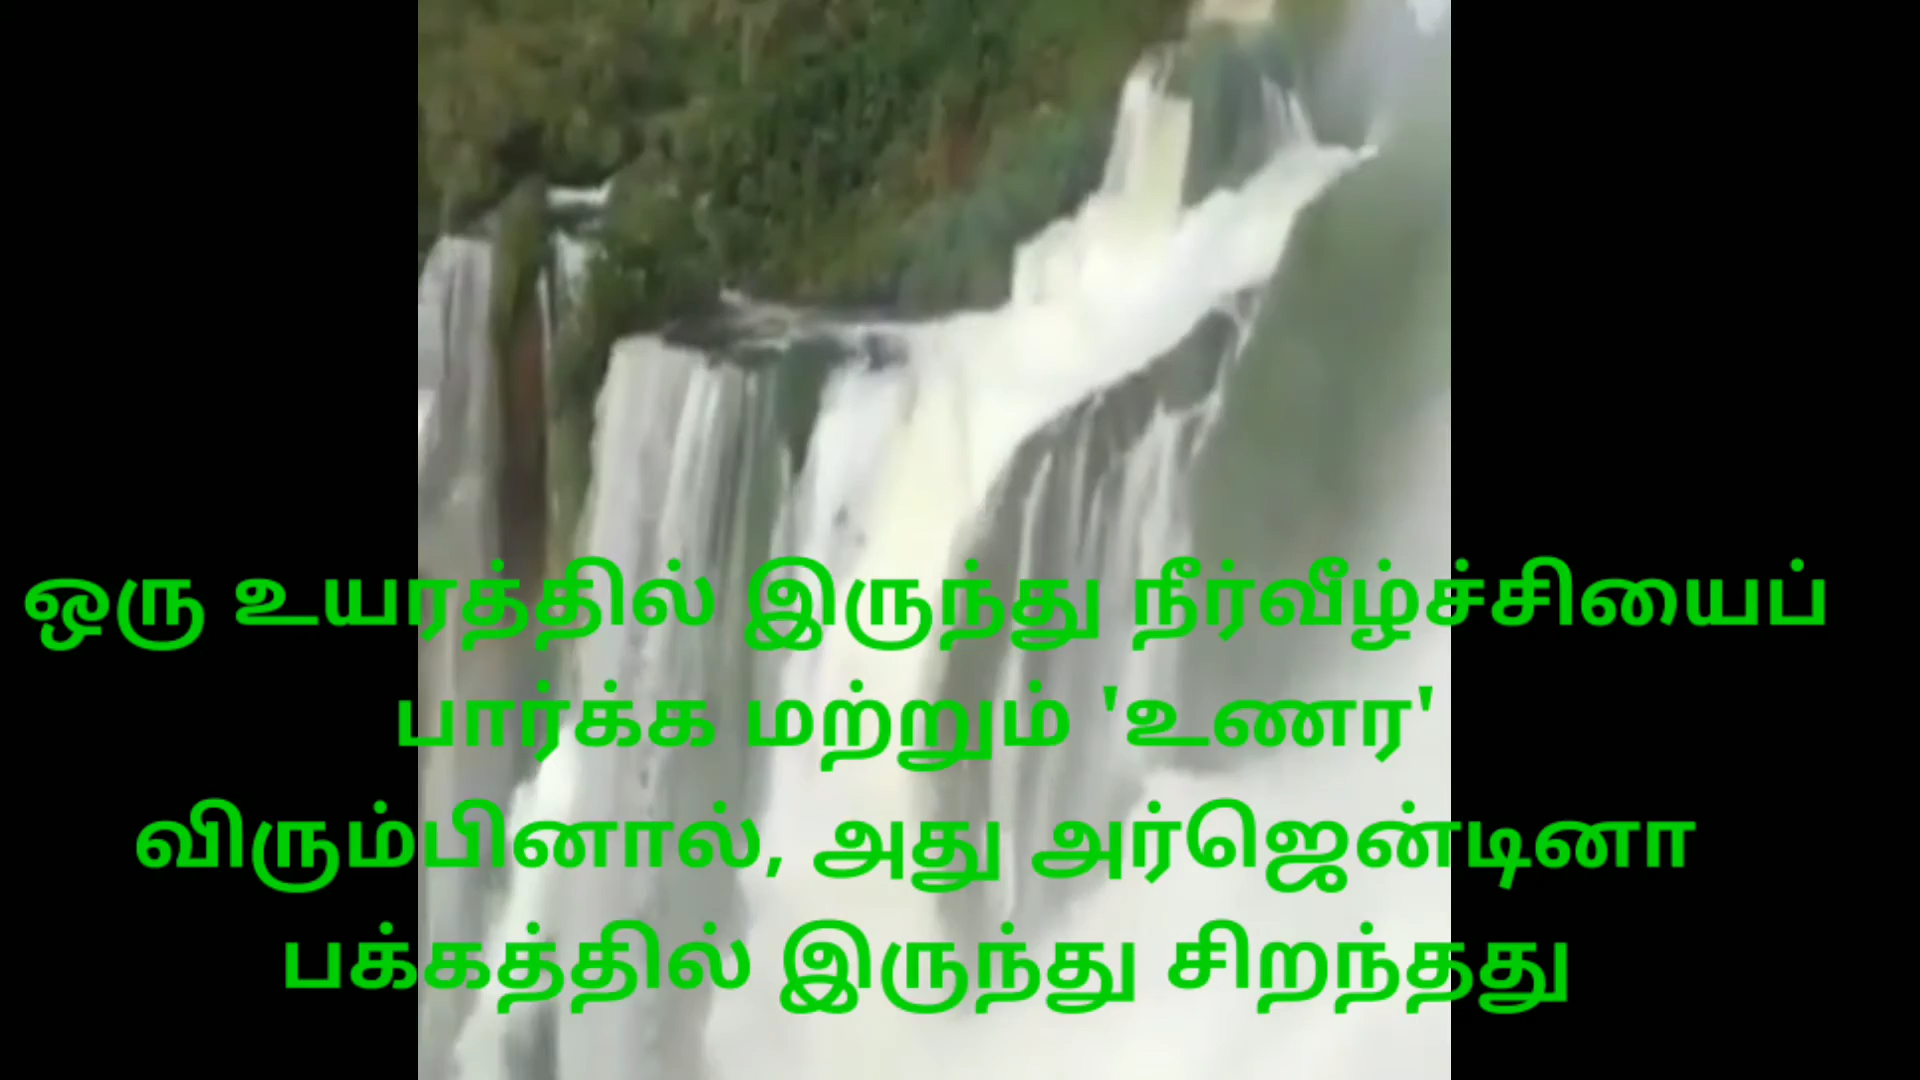 ஒரு உயரத்தில் இருந்து நீர்வீழ்ச்சியைப்
பார்க்க மற்றும் 'உணர'
விரும்பினால், அது அர்ஜென்டினா
பக்கத்தில் இருந்து சிறந்தது